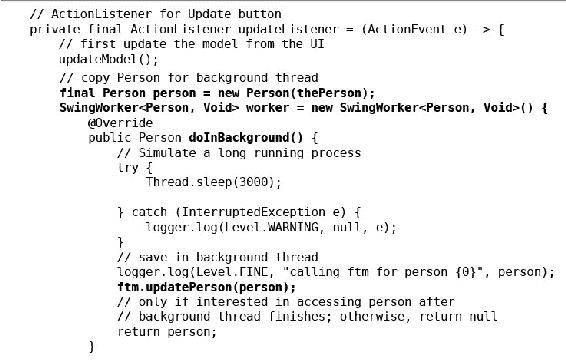 // ActionListener for Update button
private final ActionListener updateListener = (ActionEvent e) -> {
// first update the model from the UI
updateModel();
// copy Person for background thread
final Person person = new Person(thePerson);
SwingWorker<Person, Void> worker = new SwingWorker<Person, Void>() {
@Override
public Person doInBackground() {
// Simulate a long running process
try {
Thread.sleep(3000);
} catch (InterruptedException e) {
logger.log(Level.WARNING, null, e);
}
// save in background thread
logger.log(Level.FINE, "calling ftm for person {0}", person);
ftm.updatePerson(person);
// only if interested in accessing person after
// background thread finishes; otherwise, return null
return person;
}